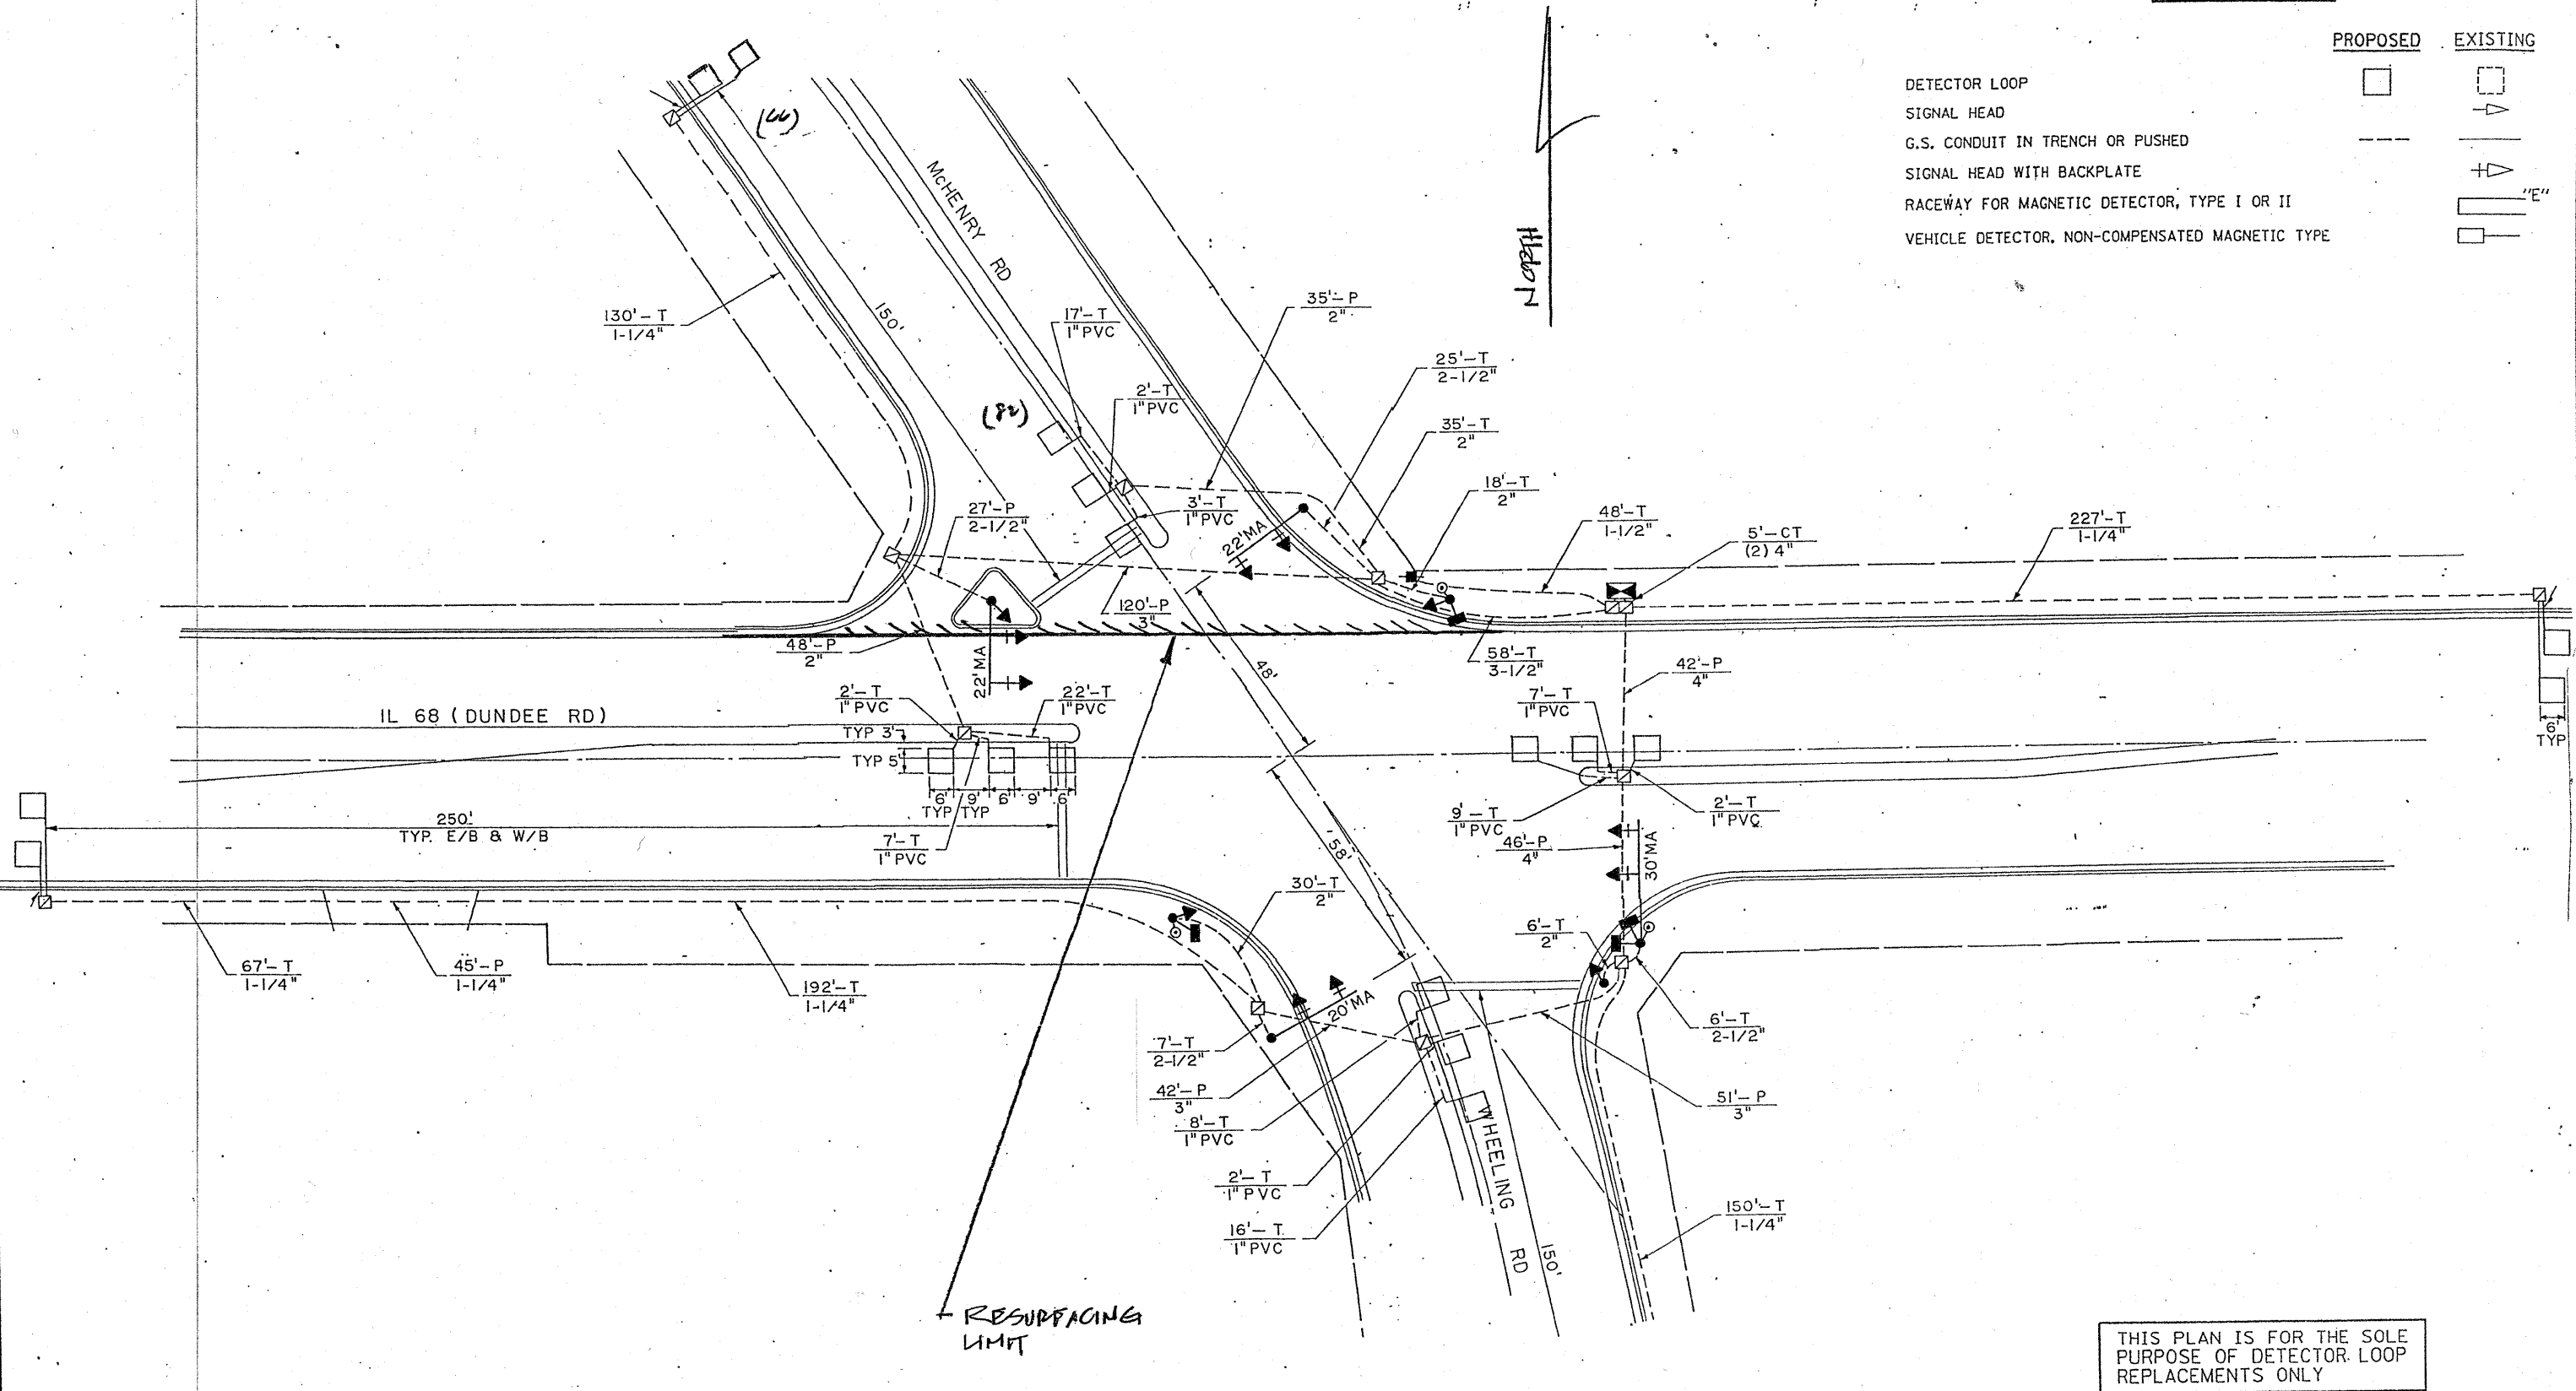 PROPOSED EXISTING
DETECTOR LOOP
SIGNAL HEAD
G.S. CONDUIT IN TRENCH OR PUSHED
SIGNAL HEAD WITH BACKPLATE
RACEWAY FOR MAGNETIC DETECTOR, TYPE I OR II "E"
VEHICLE DETECTOR, NON-COMPENSATED MAGNETIC TYPE
(66)
McHENRY RD
150'
NORTH
130'-T
1-1/4"
17'-T
1" PVC
35'-P
2"
25'-T
2-1/2"
2'-T
1" PVC
(82)
35'-T
2"
18'-T
2"
3'-T
1" PVC
27'-P
2-1/2"
22'MA
48'-T
1-1/2"
5'-CT
(2) 4"
227'-T
1-1/4"
120'-P
3"
48'-P
2"
22'MA
48'
58'-T
3-1/2"
42'-P
4"
6'
TYP
IL 68 (DUNDEE RD)
2'-T
1" PVC
22'-T
1" PVC
7'-T
1" PVC
TYP 3'
TYP 5'
6' 9' 6' 9' 6'
TYP TYP
250'
TYP. E/B & W/B
7'-T
1" PVC
58'
9'-T
1" PVC
2'-T
1" PVC
46'-P
4"
30'MA
67'-T
1-1/4"
45'-P
1-1/4"
192'-T
1-1/4"
30'-T
2"
6'-T
2"
20'MA
7'-T
2-1/2"
6'-T
2-1/2"
42'-P
3"
8'-T
1" PVC
51'-P
3"
2'-T
1" PVC
16'-T
1" PVC
WHEELING RD
150'
150'-T
1-1/4"
RESURFACING
LIMIT
THIS PLAN IS FOR THE SOLE
PURPOSE OF DETECTOR LOOP
REPLACEMENTS ONLY